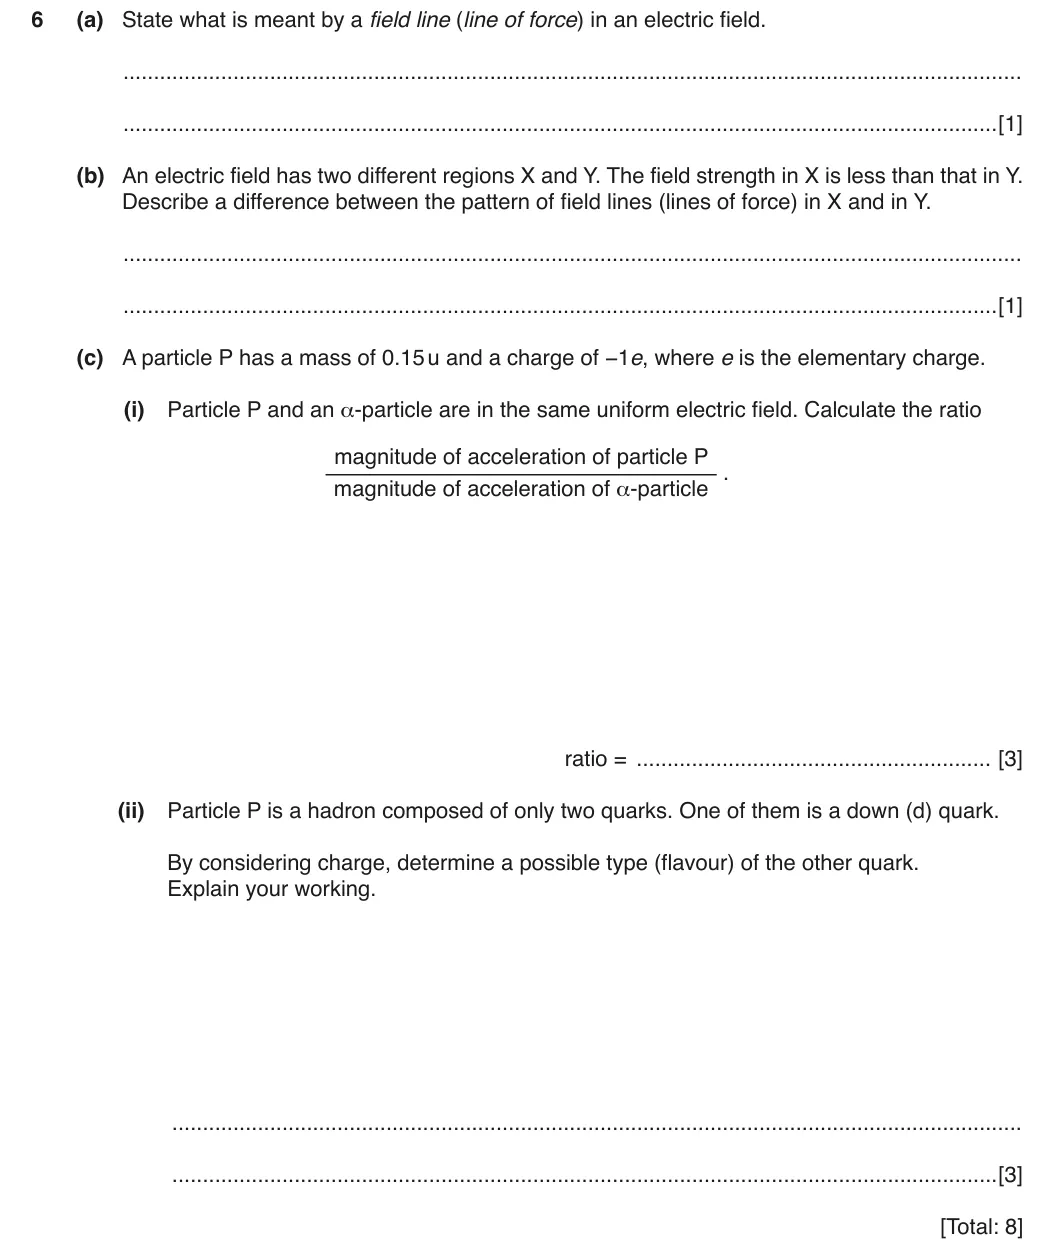 6 (a) State what is meant by a field line (line of force) in an electric field.
..........................................................................................................................................................
.......................................................................................................................................................[1]
(b) An electric field has two different regions X and Y. The field strength in X is less than that in Y.
Describe a difference between the pattern of field lines (lines of force) in X and in Y.
..........................................................................................................................................................
.......................................................................................................................................................[1]
(c) A particle P has a mass of 0.15 u and a charge of −1e, where e is the elementary charge.
(i) Particle P and an α-particle are in the same uniform electric field. Calculate the ratio
magnitude of acceleration of particle P
magnitude of acceleration of α-particle .
ratio = .......................................................... [3]
(ii) Particle P is a hadron composed of only two quarks. One of them is a down (d) quark.
By considering charge, determine a possible type (flavour) of the other quark.
Explain your working.
..................................................................................................................................................
...............................................................................................................................................[3]
[Total: 8]